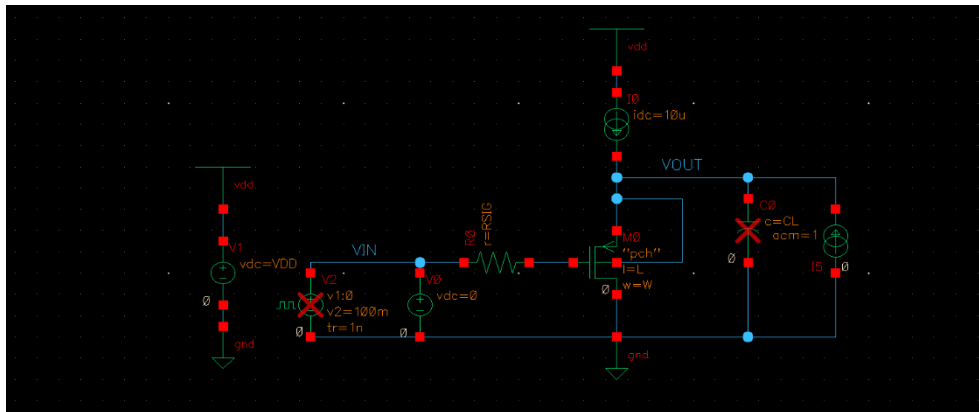 vdd
I0
idc=10u
VOUT
vdd
V1
vdc=VDD
0
gnd
VIN
V2
v1:0
v2=100m
tr=1n
0
V0
vdc=0
0
R0
r=RSIG
M0
"pch"
l=L
w=W
0
gnd
C0
c=CL
0
acm=1
I5
0